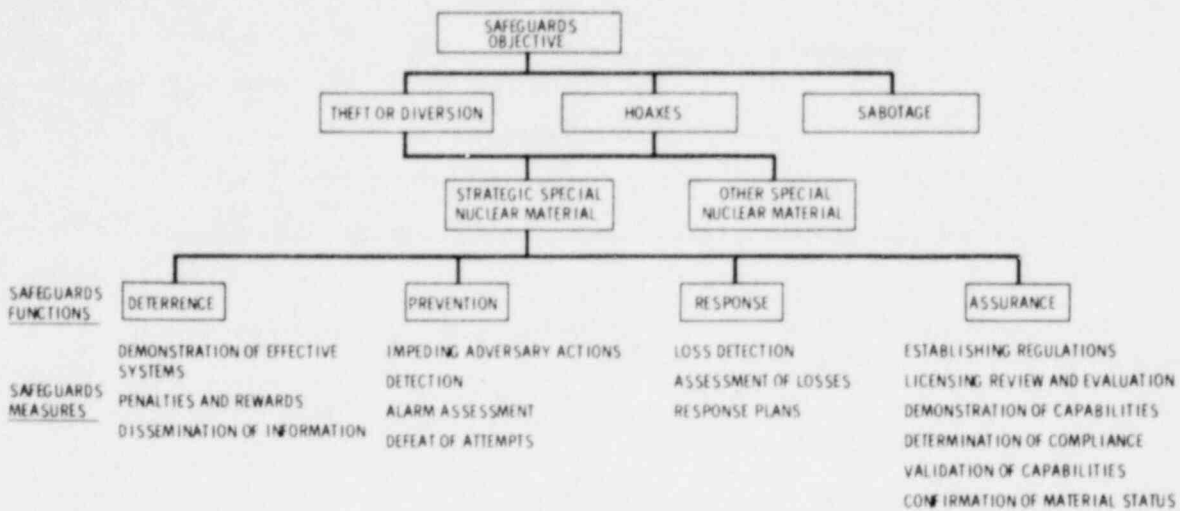 SAFEGUARDS
OBJECTIVE
THEFT OR DIVERSION
HOAXES
SABOTAGE
STRATEGIC SPECIAL
NUCLEAR MATERIAL
OTHER SPECIAL
NUCLEAR MATERIAL
SAFEGUARDS
FUNCTIONS
DETERRENCE
PREVENTION
RESPONSE
ASSURANCE
SAFEGUARDS
MEASURES
DEMONSTRATION OF EFFECTIVE
SYSTEMS
PENALTIES AND REWARDS
DISSEMINATION OF INFORMATION
IMPEDING ADVERSARY ACTIONS
DETECTION
ALARM ASSESSMENT
DEFEAT OF ATTEMPTS
LOSS DETECTION
ASSESSMENT OF LOSSES
RESPONSE PLANS
ESTABLISHING REGULATIONS
LICENSING REVIEW AND EVALUATION
DEMONSTRATION OF CAPABILITIES
DETERMINATION OF COMPLIANCE
VALIDATION OF CAPABILITIES
CONFIRMATION OF MATERIAL STATUS